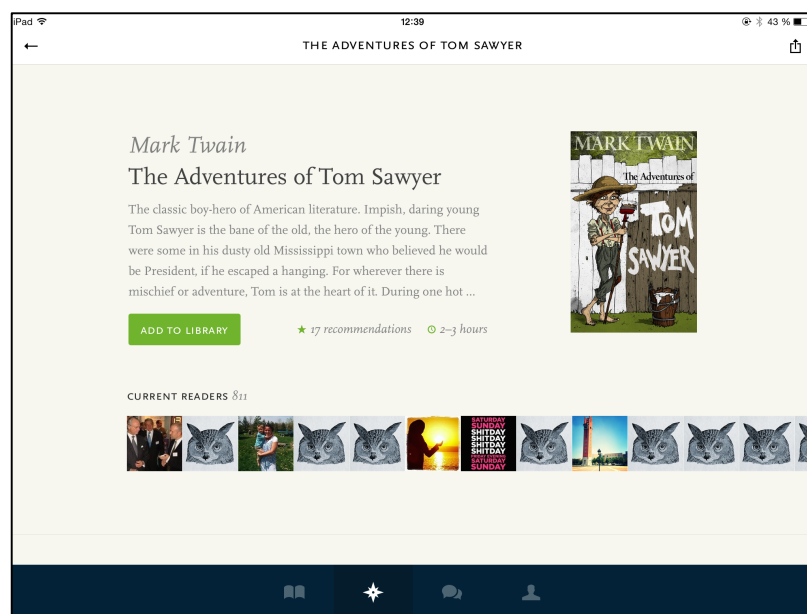 iPad 12:39 43 %
THE ADVENTURES OF TOM SAWYER
Mark Twain
The Adventures of Tom Sawyer
The classic boy-hero of American literature. Impish, daring young
Tom Sawyer is the bane of the old, the hero of the young. There
were some in his dusty old Mississippi town who believed he would
be President, if he escaped a hanging. For wherever there is
mischief or adventure, Tom is at the heart of it. During one hot ...
ADD TO LIBRARY 17 recommendations 2–3 hours
MARK TWAIN
The Adventures of
TOM
SAWYER
CURRENT READERS 811
SATURDAY
SUNDAY
SHITDAY
SHITDAY
SHITDAY
SHITDAY
SATURDAY
SUNDAY